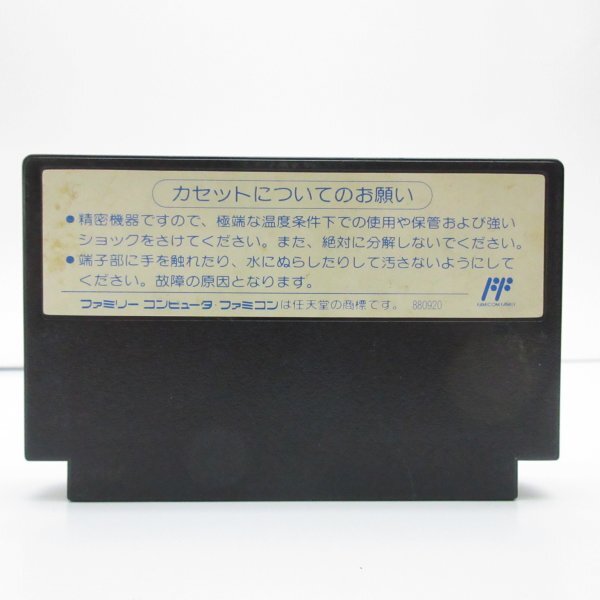 カセットについてのお願い
●精密機器ですので、極端な温度条件下での使用や保管および強い
ショックをさけてください。また、絶対に分解しないでください。
●端子部に手を触れたり、水にぬらしたりして汚さないようにして
ください。故障の原因となります。
ファミリー コンピュータ・ファミコンは任天堂の商標です。 880920
FAMICOM FAMILY